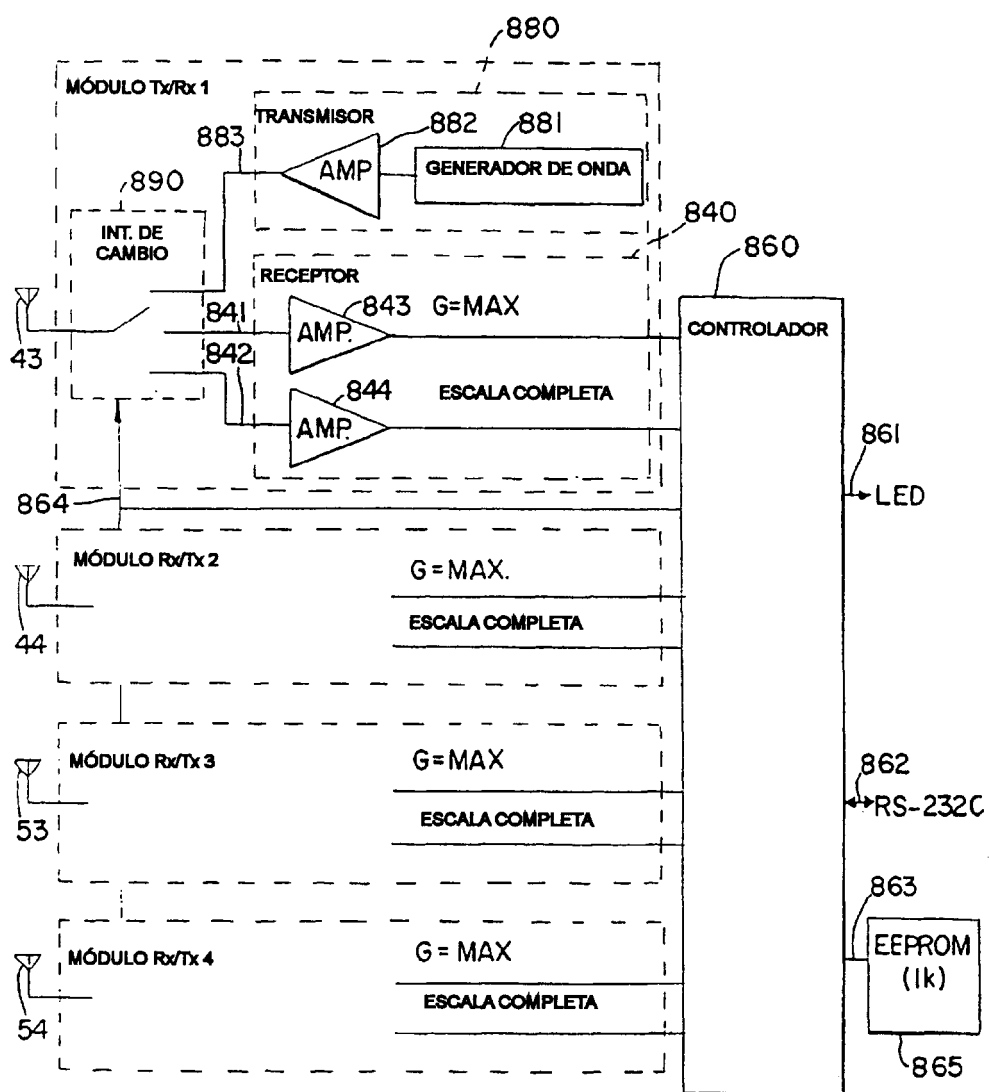 880
MÓDULO Tx/Rx 1
TRANSMISOR
883
882
881
AMP
GENERADOR DE ONDA
890
INT. DE
CAMBIO
840
860
RECEPTOR
843
G=MAX
CONTROLADOR
43
841
AMP.
842
844
ESCALA COMPLETA
AMP.
861
LED
864
MÓDULO Rx/Tx 2
G=MAX.
ESCALA COMPLETA
44
MÓDULO Rx/Tx 3
G=MAX
862
RS-232C
ESCALA COMPLETA
53
863
MÓDULO Rx/Tx 4
G=MAX
EEPROM
(1k)
ESCALA COMPLETA
54
865